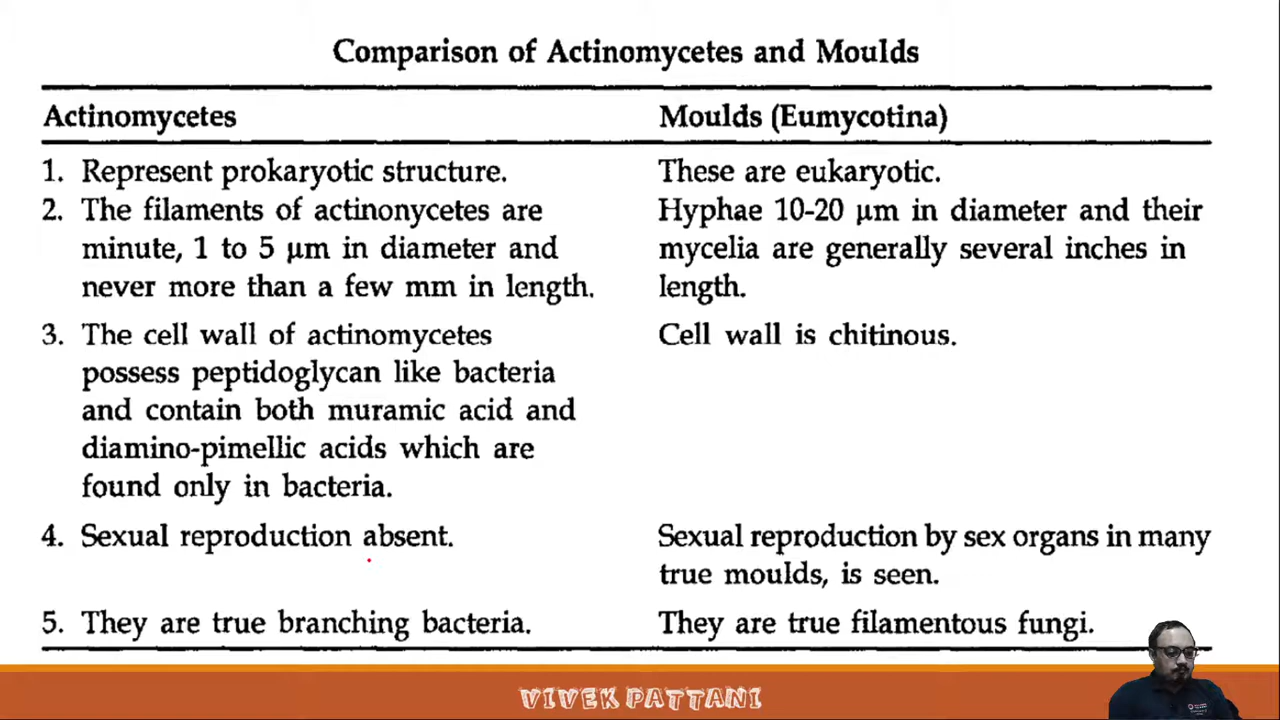 Comparison of Actinomycetes and Moulds
Actinomycetes
Moulds (Eumycotina)
1. Represent prokaryotic structure.
These are eukaryotic.
2. The filaments of actinonycetes are
minute, 1 to 5 μm in diameter and
never more than a few mm in length.
Hyphae 10-20 μm in diameter and their
mycelia are generally several inches in
length.
3. The cell wall of actinomycetes
possess peptidoglycan like bacteria
and contain both muramic acid and
diamino-pimellic acids which are
found only in bacteria.
Cell wall is chitinous.
4. Sexual reproduction absent.
Sexual reproduction by sex organs in many
true moulds, is seen.
5. They are true branching bacteria.
They are true filamentous fungi.
VIVEK PATTANI